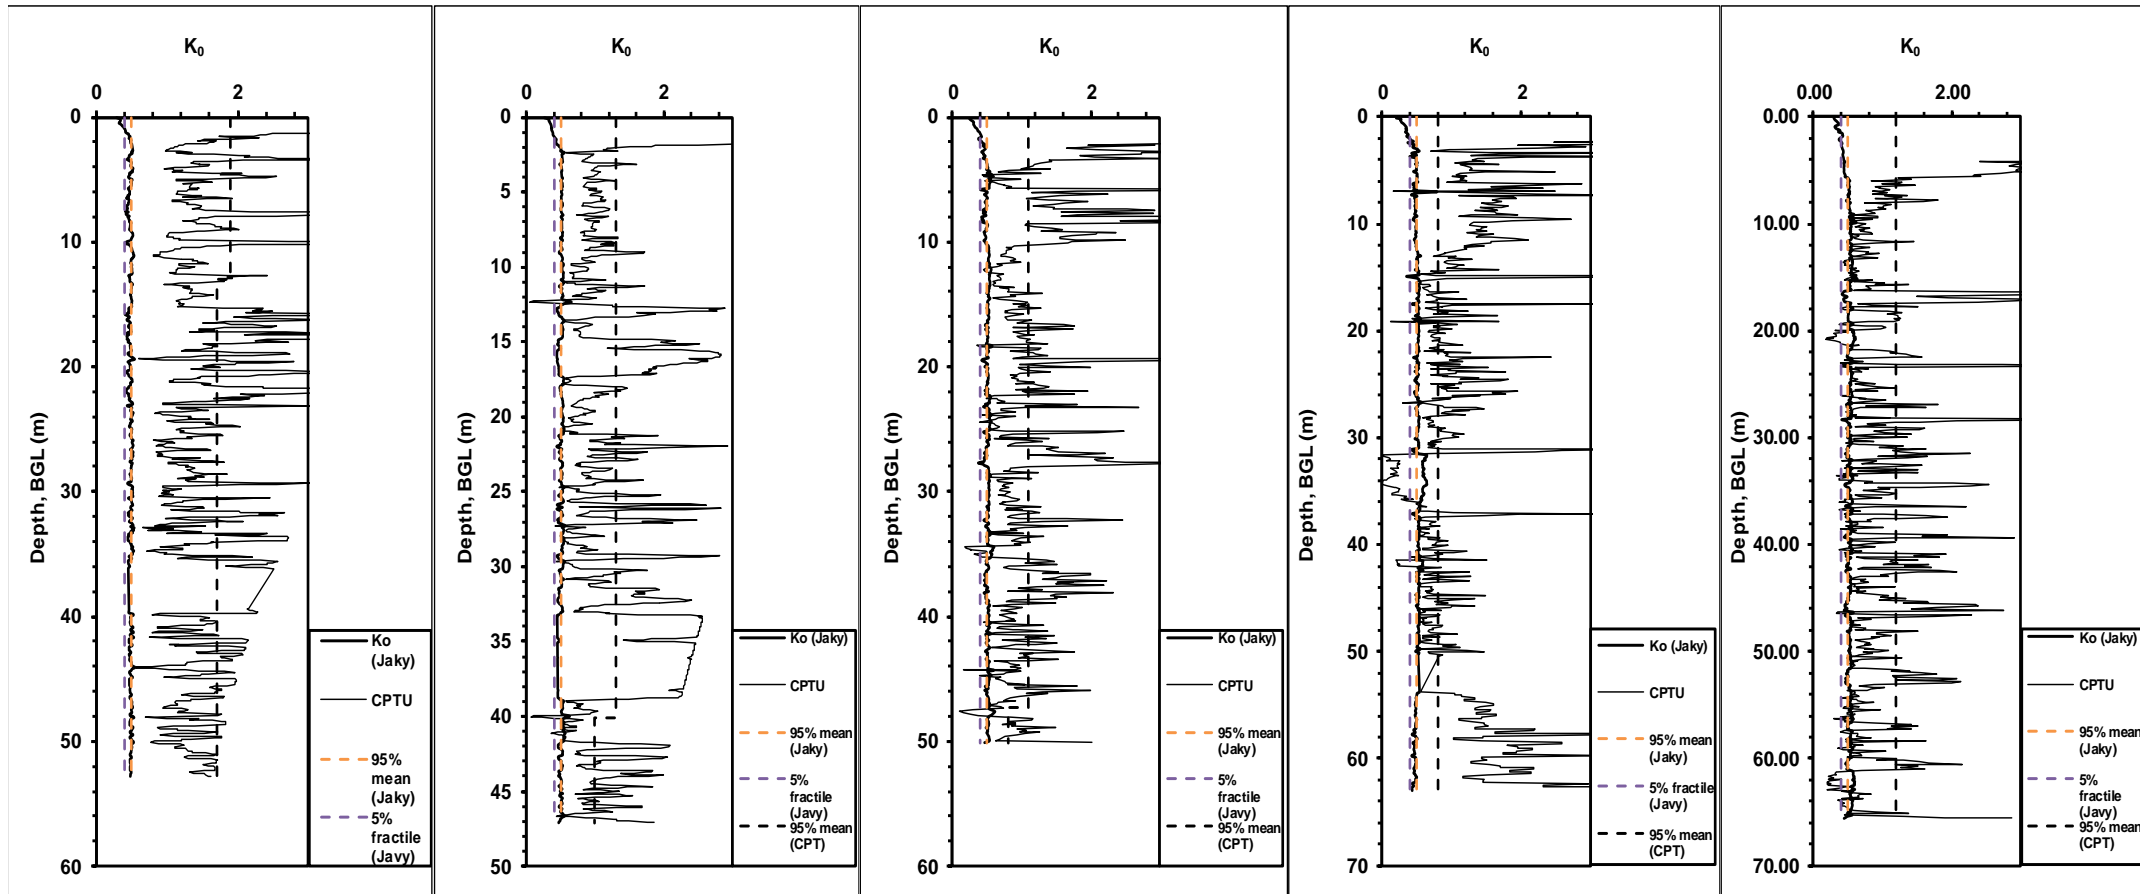 K₀
0 2
0
10
20
30
40
50
60
Depth, BGL (m)
Ko (Jaky)
CPTU
95% mean (Jaky)
5% fractile (Javy)
K₀
0 2
0
5
10
15
20
25
30
35
40
45
50
Depth, BGL (m)
Ko (Jaky)
CPTU
95% mean
(Jaky)
5%
fractile
(Javy)
95% mean
(CPT)
K₀
0 2
0
10
20
30
40
50
60
Depth, BGL (m)
Ko (Jaky)
CPTU
95% mean
(Jaky)
5%
fractile
(Javy)
95% mean
(CPT)
K₀
0 2
0
10
20
30
40
50
60
70
Depth, BGL (m)
Ko (Jaky)
CPTU
95% mean
(Jaky)
5% fractile
(Javy)
95% mean
(CPT)
K₀
0.00 2.00
0.00
10.00
20.00
30.00
40.00
50.00
60.00
70.00
Depth, BGL (m)
Ko (Jaky)
CPTU
95% mean
(Jaky)
5%
fractile
(Javy)
95% mean
(CPT)